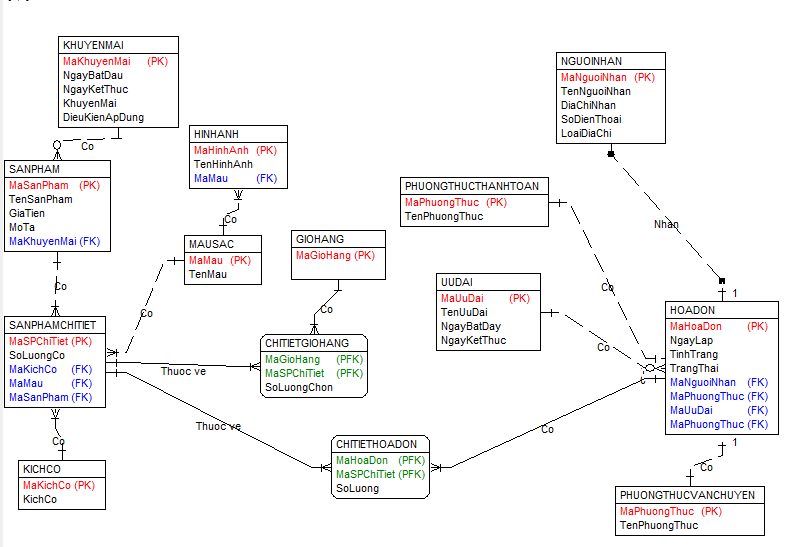 KHUYENMAI
MaKhuyenMai (PK)
NgayBatDau
NgayKetThuc
KhuyenMai
DieuKienApDung
Co
NGUOINHAN
MaNguoiNhan (PK)
TenNguoiNhan
DiaChiNhan
SoDienThoai
LoaiDiaChi
Nhan
HINHANH
MaHinhAnh (PK)
TenHinhAnh
MaMau (FK)
Co
SANPHAM
MaSanPham (PK)
TenSanPham
GiaTien
MoTa
MaKhuyenMai (FK)
Co
PHUONGTHUCTHANHTOAN
MaPhuongThuc (PK)
TenPhuongThuc
Co
MAUSAC
MaMau (PK)
TenMau
Co
GIOHANG
MaGioHang (PK)
Co
UUDAI
MaUuDai (PK)
TenUuDai
NgayBatDay
NgayKetThuc
Co
1
HOADON
MaHoaDon (PK)
NgayLap
TinhTrang
TrangThai
MaNguoiNhan (FK)
MaPhuongThuc (FK)
MaUuDai (FK)
MaPhuongThuc (FK)
1
Co
SANPHAMCHITIET
MaSPChiTiet (PK)
SoLuongCo
MaKichCo (FK)
MaMau (FK)
MaSanPham (FK)
Co
CHITIETGIOHANG
MaGioHang (PFK)
MaSPChiTiet (PFK)
SoLuongChon
Thuoc ve
Thuoc ve
Co
CHITIETHOADON
MaHoaDon (PFK)
MaSPChiTiet (PFK)
SoLuong
KICHCO
MaKichCo (PK)
KichCo
PHUONGTHUCVANCHUYEN
MaPhuongThuc (PK)
TenPhuongThuc